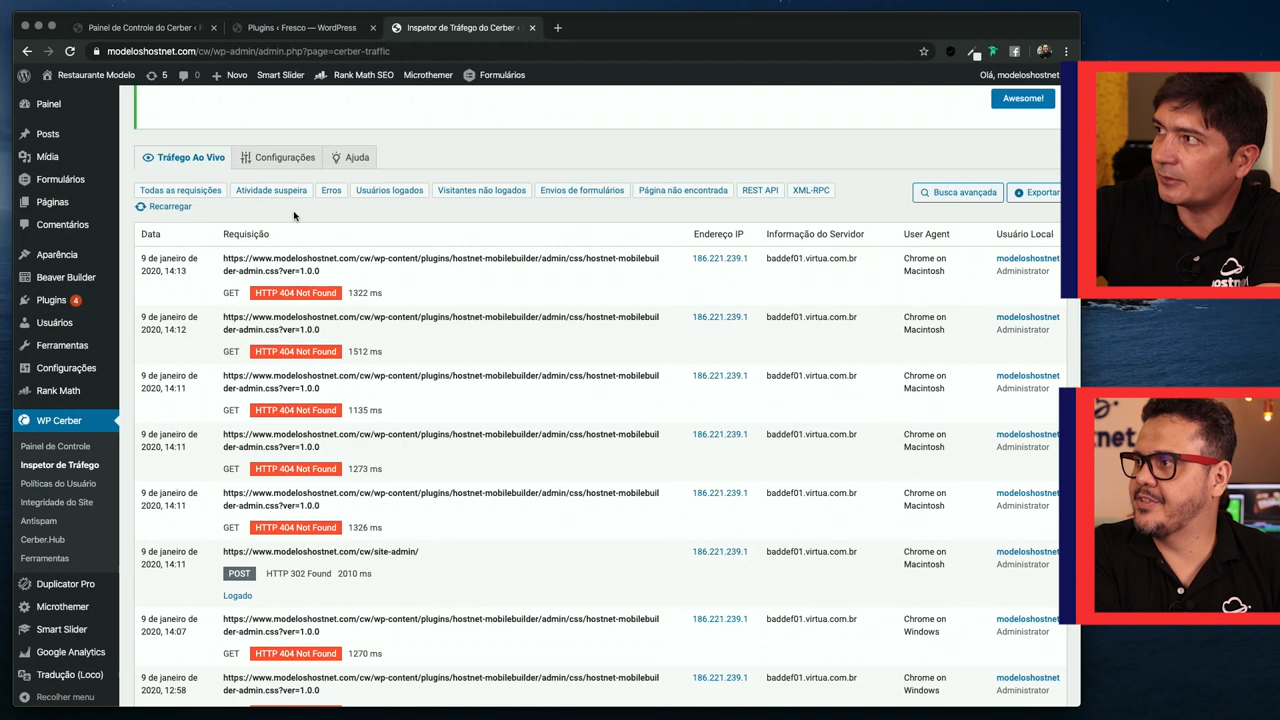 Painel de Controle do Cerber ‹ F
Plugins ‹ Fresco — WordPress
Inspetor de Tráfego do Cerber ‹
modeloshostnet.com/cw/wp-admin/admin.php?page=cerber-traffic
Restaurante Modelo
5
0
Novo
Smart Slider
Rank Math SEO
Microthemer
Formulários
Olá, modeloshostnet
Painel
Posts
Mídia
Formulários
Páginas
Comentários
Aparência
Beaver Builder
Plugins 4
Usuários
Ferramentas
Configurações
Rank Math
WP Cerber
Painel de Controle
Inspetor de Tráfego
Políticas do Usuário
Integridade do Site
Antispam
Cerber.Hub
Ferramentas
Duplicator Pro
Microthemer
Smart Slider
Google Analytics
Tradução (Loco)
Recolher menu
Awesome!
Tráfego Ao Vivo
Configurações
Ajuda
Todas as requisições
Atividade suspeira
Erros
Usuários logados
Visitantes não logados
Envios de formulários
Página não encontrada
REST API
XML-RPC
Busca avançada
Exportar
Recarregar
Data Requisição Endereço IP Informação do Servidor User Agent Usuário Local
9 de janeiro de https://www.modeloshostnet.com/cw/wp-content/plugins/hostnet-mobilebuilder/admin/css/hostnet-mobilebuil 186.221.239.1 baddef01.virtua.com.br Chrome on modeloshostnet
2020, 14:13 der-admin.css?ver=1.0.0 Macintosh Administrator
GET HTTP 404 Not Found 1322 ms
9 de janeiro de https://www.modeloshostnet.com/cw/wp-content/plugins/hostnet-mobilebuilder/admin/css/hostnet-mobilebuil 186.221.239.1 baddef01.virtua.com.br Chrome on modeloshostnet
2020, 14:12 der-admin.css?ver=1.0.0 Macintosh Administrator
GET HTTP 404 Not Found 1512 ms
9 de janeiro de https://www.modeloshostnet.com/cw/wp-content/plugins/hostnet-mobilebuilder/admin/css/hostnet-mobilebuil 186.221.239.1 baddef01.virtua.com.br Chrome on modeloshostnet
2020, 14:11 der-admin.css?ver=1.0.0 Macintosh Administrator
GET HTTP 404 Not Found 1135 ms
9 de janeiro de https://www.modeloshostnet.com/cw/wp-content/plugins/hostnet-mobilebuilder/admin/css/hostnet-mobilebuil 186.221.239.1 baddef01.virtua.com.br Chrome on modeloshostnet
2020, 14:11 der-admin.css?ver=1.0.0 Macintosh Administrator
GET HTTP 404 Not Found 1273 ms
9 de janeiro de https://www.modeloshostnet.com/cw/wp-content/plugins/hostnet-mobilebuilder/admin/css/hostnet-mobilebuil 186.221.239.1 baddef01.virtua.com.br Chrome on modeloshostnet
2020, 14:11 der-admin.css?ver=1.0.0 Macintosh Administrator
GET HTTP 404 Not Found 1326 ms
9 de janeiro de https://www.modeloshostnet.com/cw/site-admin/ 186.221.239.1 baddef01.virtua.com.br Chrome on modeloshostnet
2020, 14:11 Macintosh Administrator
POST HTTP 302 Found 2010 ms
Logado
9 de janeiro de https://www.modeloshostnet.com/cw/wp-content/plugins/hostnet-mobilebuilder/admin/css/hostnet-mobilebuil 186.221.239.1 baddef01.virtua.com.br Chrome on modeloshostnet
2020, 14:07 der-admin.css?ver=1.0.0 Windows Administrator
GET HTTP 404 Not Found 1270 ms
9 de janeiro de https://www.modeloshostnet.com/cw/wp-content/plugins/hostnet-mobilebuilder/admin/css/hostnet-mobilebuil 186.221.239.1 baddef01.virtua.com.br Chrome on modeloshostnet
2020, 12:58 der-admin.css?ver=1.0.0 Windows Administrator